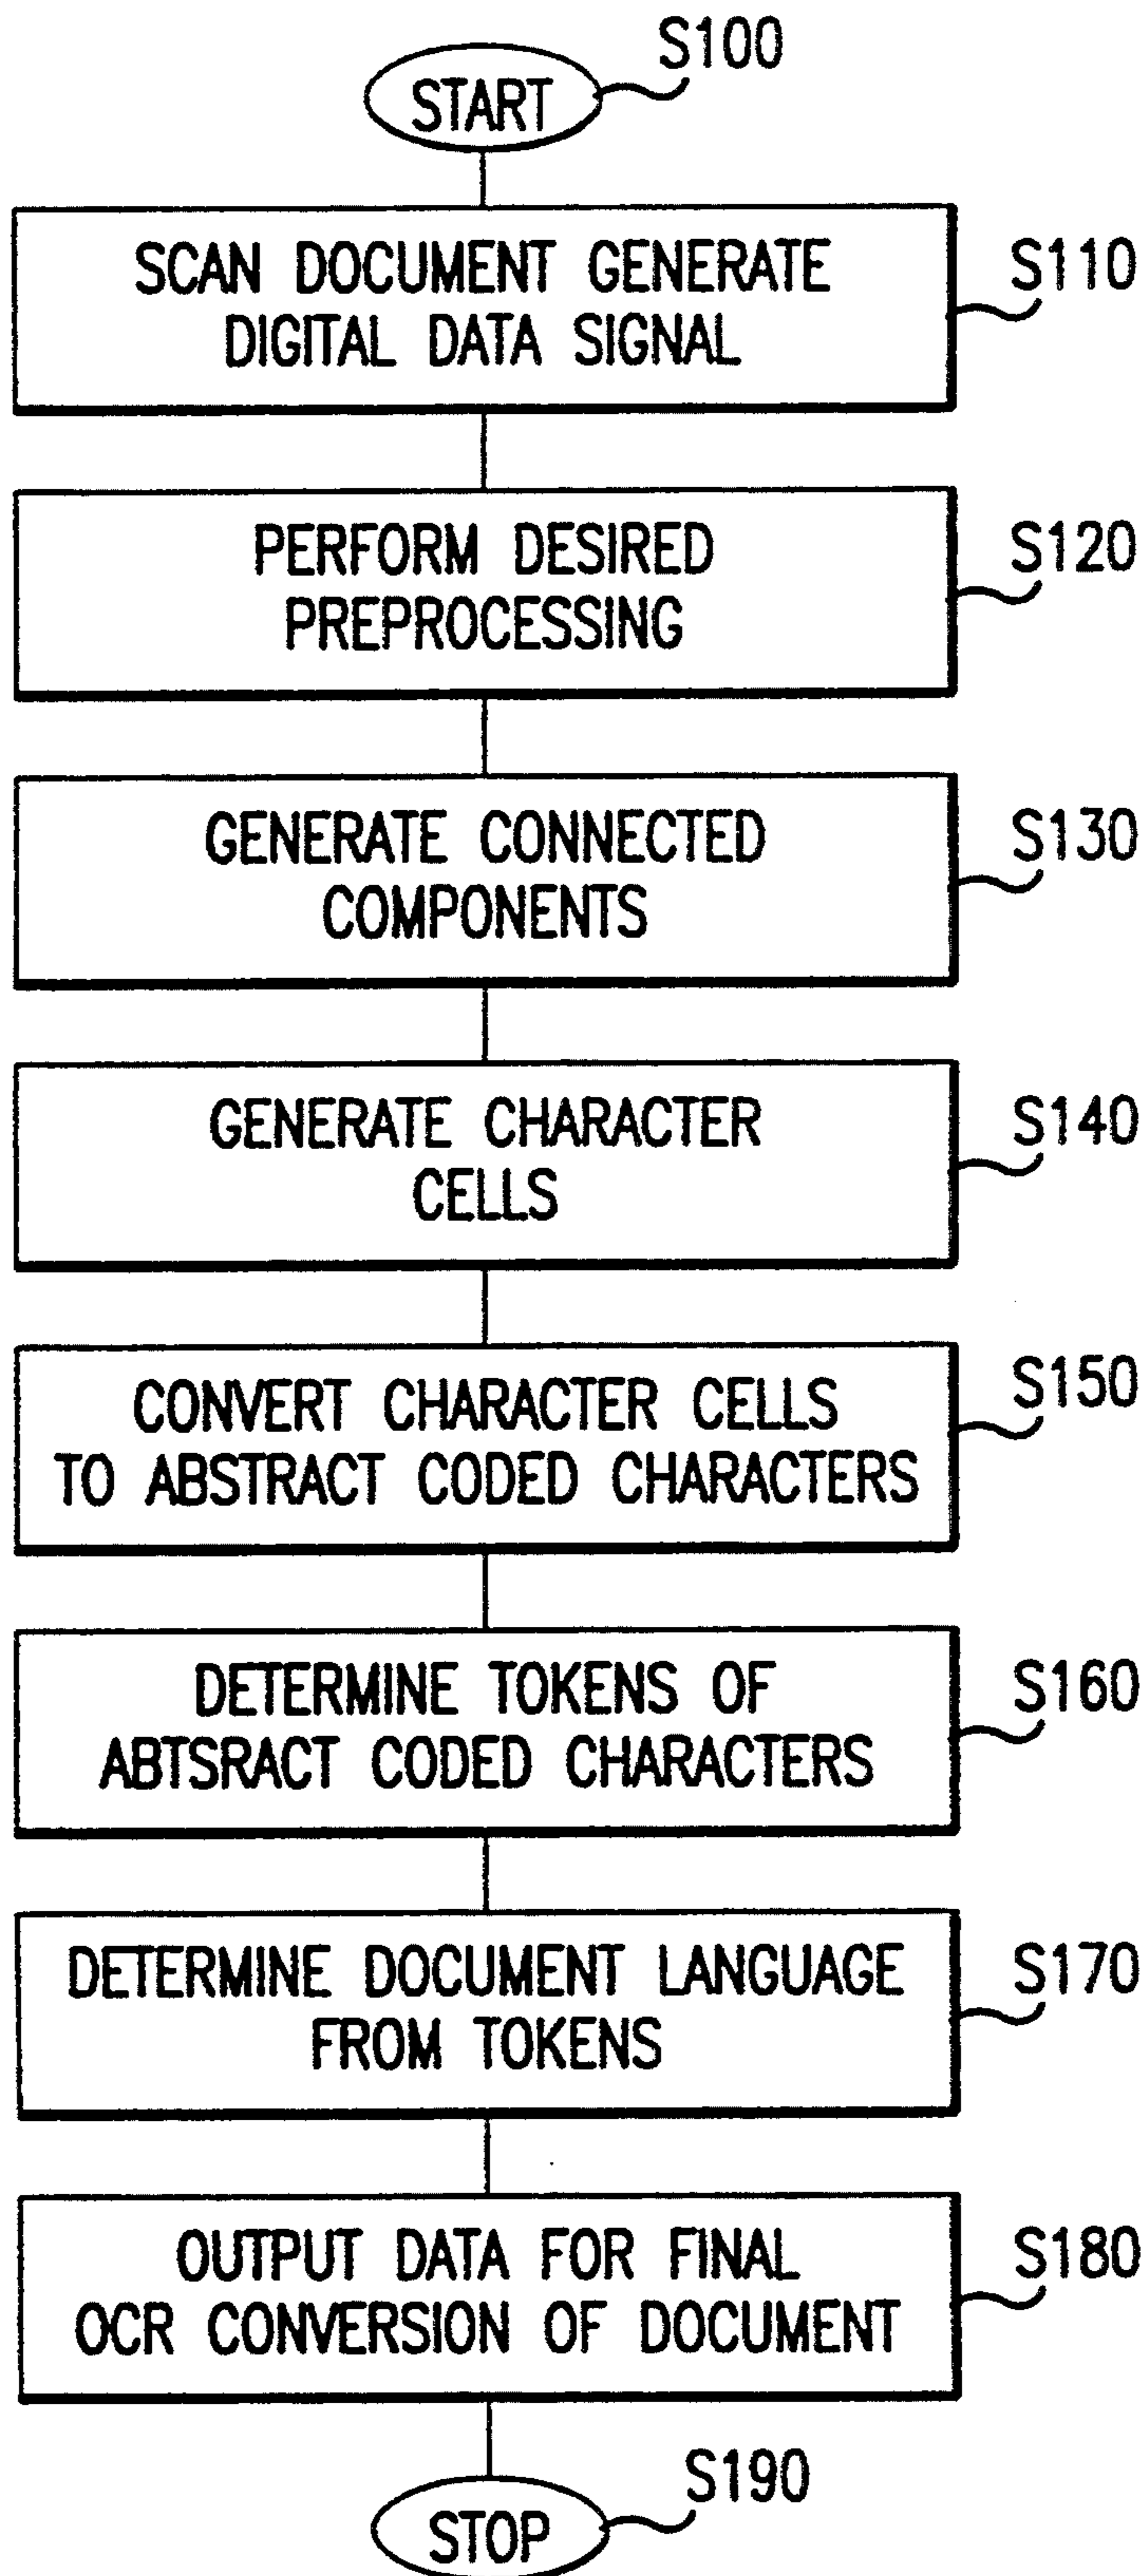 S100
START
SCAN DOCUMENT GENERATE
DIGITAL DATA SIGNAL
S110
PERFORM DESIRED
PREPROCESSING
S120
GENERATE CONNECTED
COMPONENTS
S130
GENERATE CHARACTER
CELLS
S140
CONVERT CHARACTER CELLS
TO ABSTRACT CODED CHARACTERS
S150
DETERMINE TOKENS OF
ABTSRACT CODED CHARACTERS
S160
DETERMINE DOCUMENT LANGUAGE
FROM TOKENS
S170
OUTPUT DATA FOR FINAL
OCR CONVERSION OF DOCUMENT
S180
S190
STOP